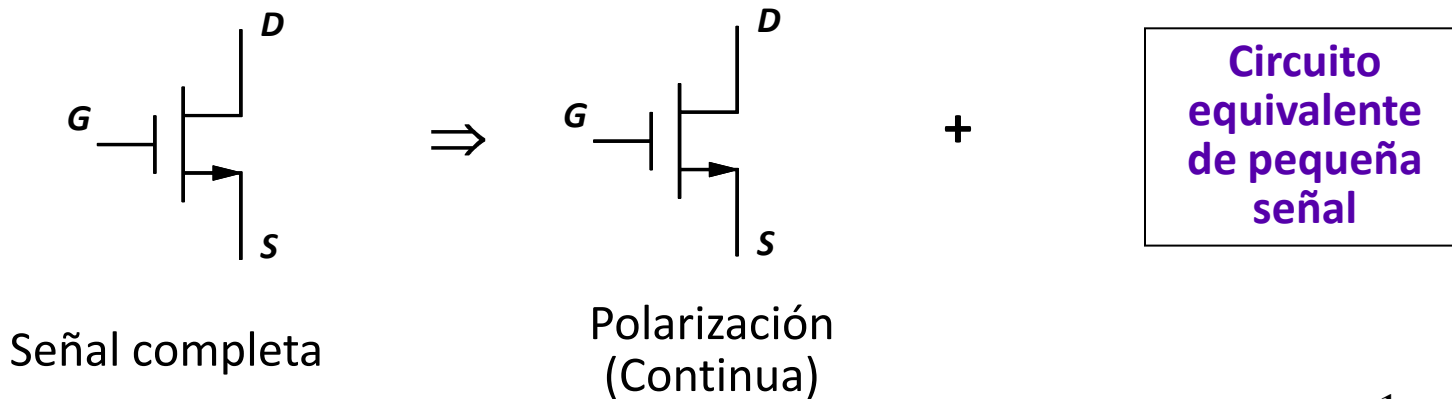 D
G
S
⇒
D
G
S
+
Circuito
equivalente
de pequeña
señal
Señal completa
Polarización
(Continua)